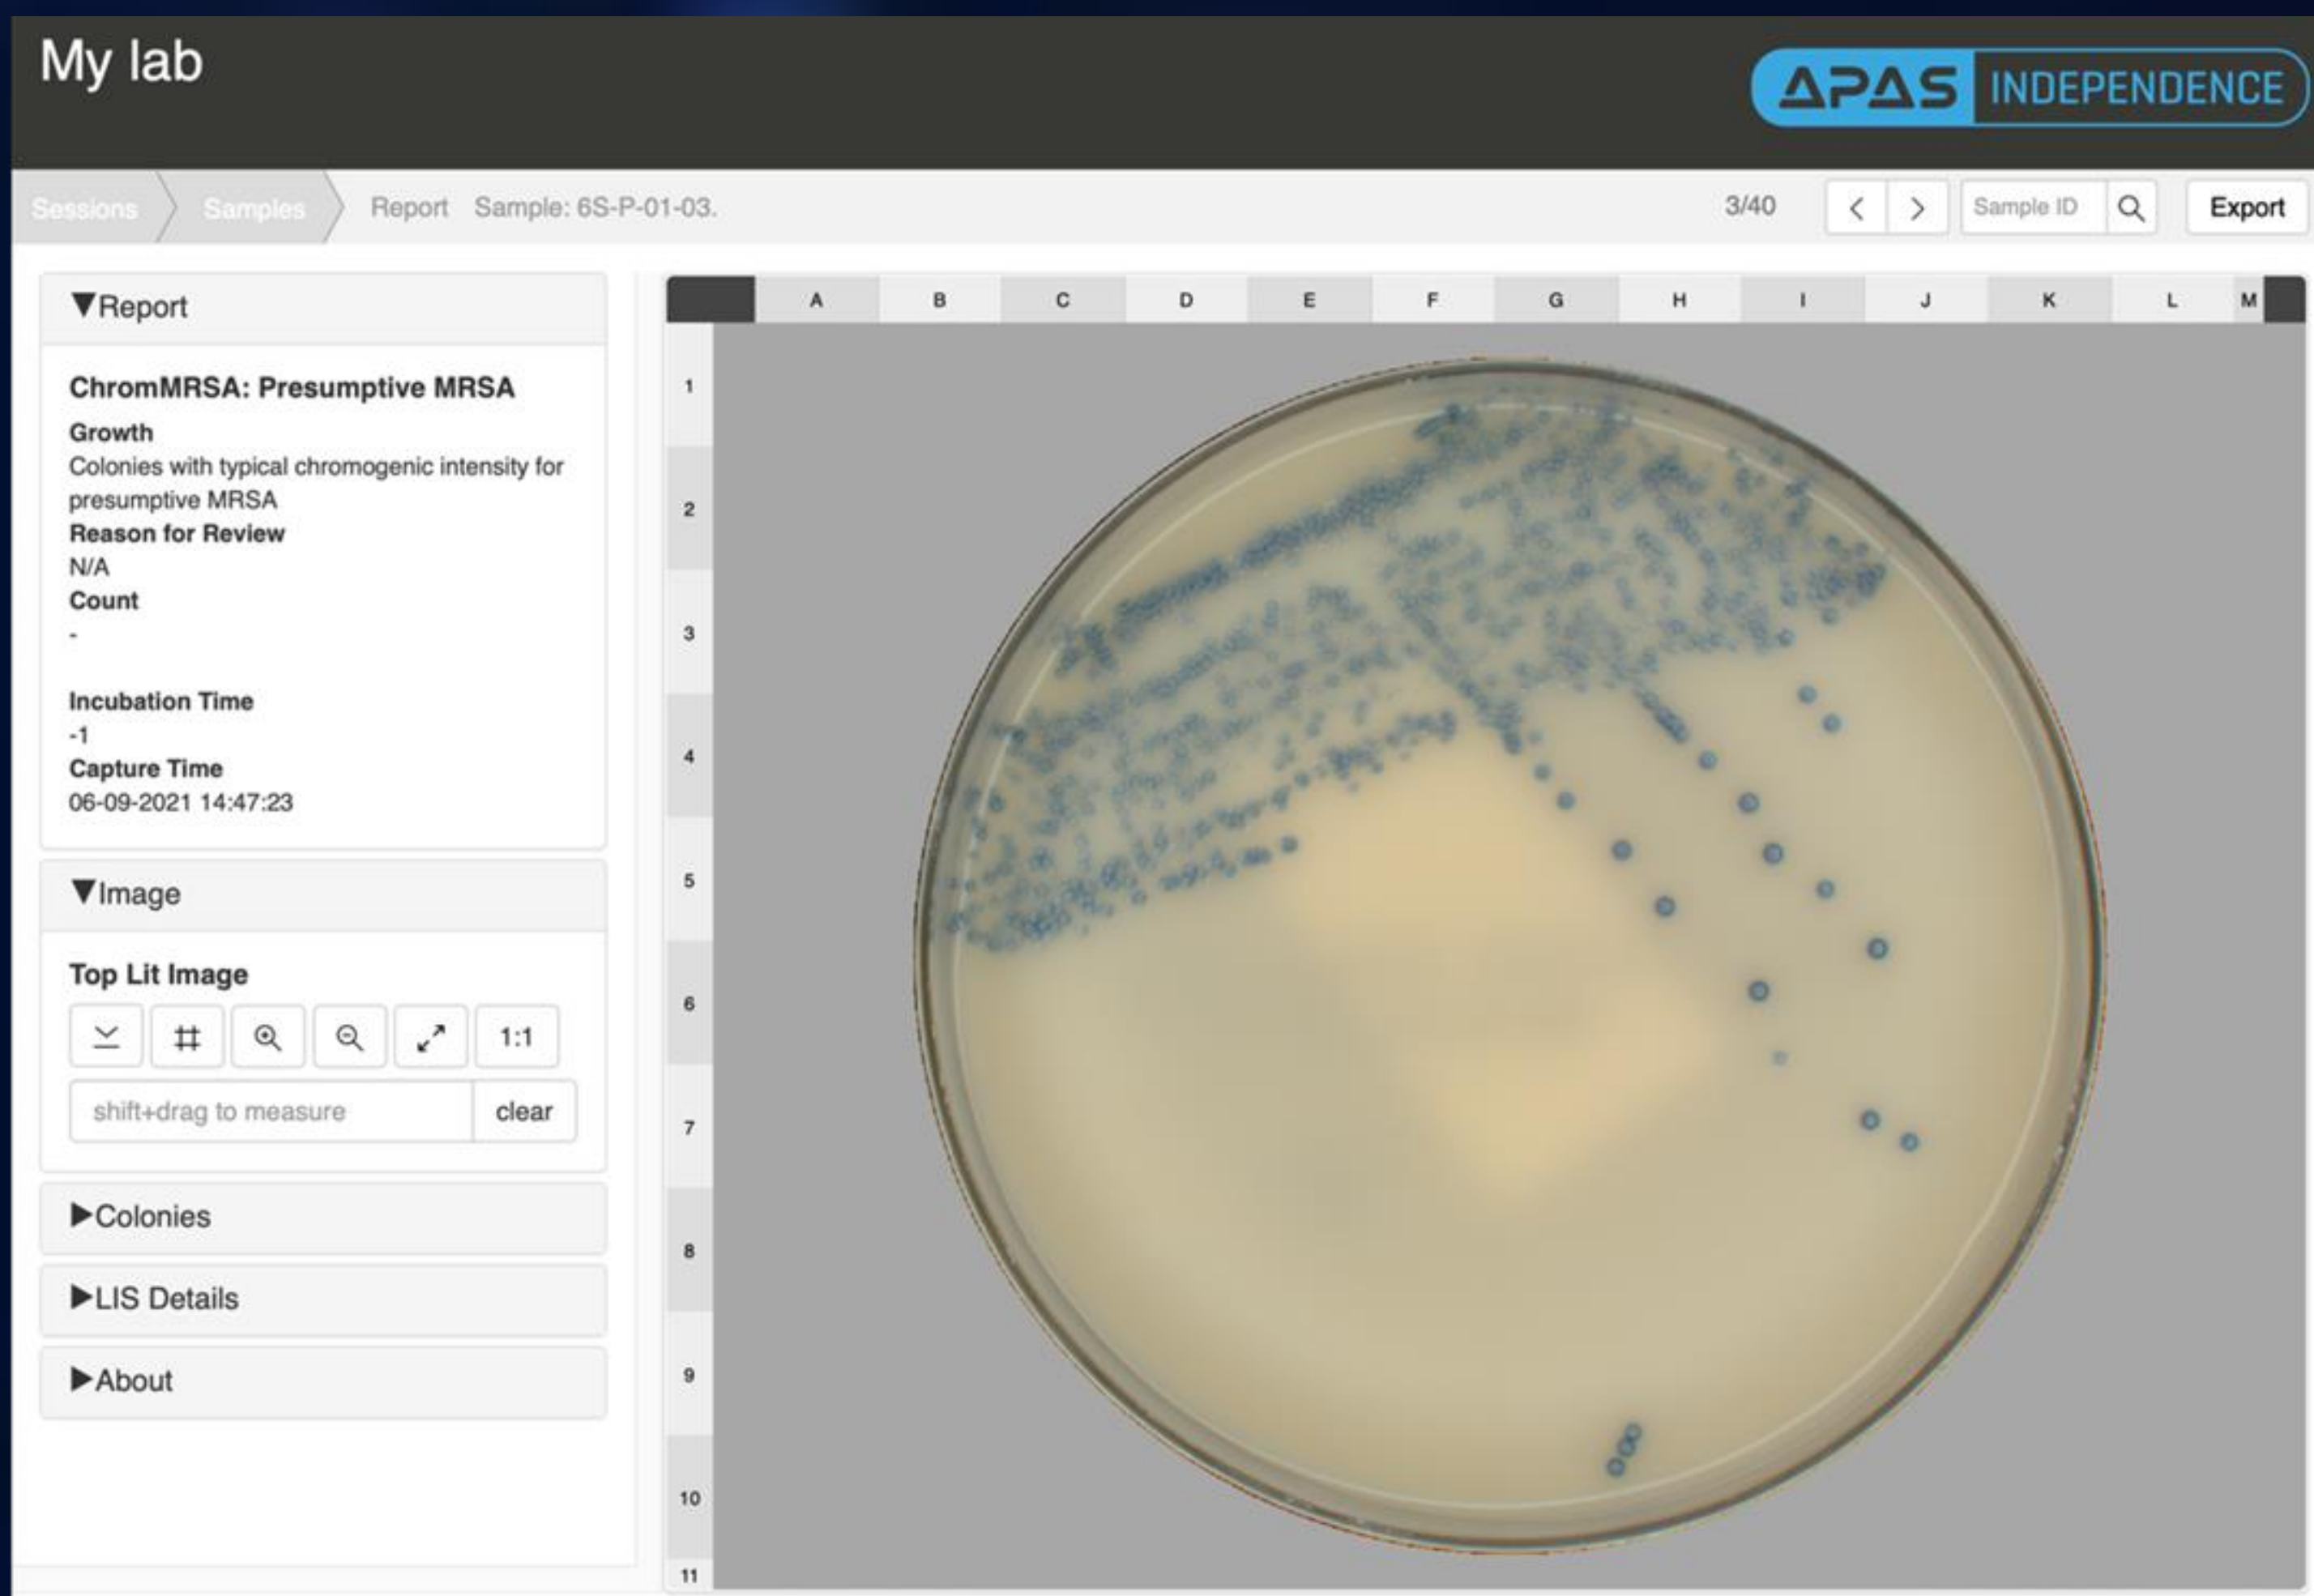 My lab
APAS INDEPENDENCE
Sessions Samples Report Sample: 6S-P-01-03. 3/40 < > Sample ID Export
▼Report
ChromMRSA: Presumptive MRSA
Growth
Colonies with typical chromogenic intensity for
presumptive MRSA
Reason for Review
N/A
Count
-
Incubation Time
-1
Capture Time
06-09-2021 14:47:23
▼Image
Top Lit Image
1:1
shift+drag to measure clear
▶Colonies
▶LIS Details
▶About
A B C D E F G H I J K L M
1
2
3
4
5
6
7
8
9
10
11